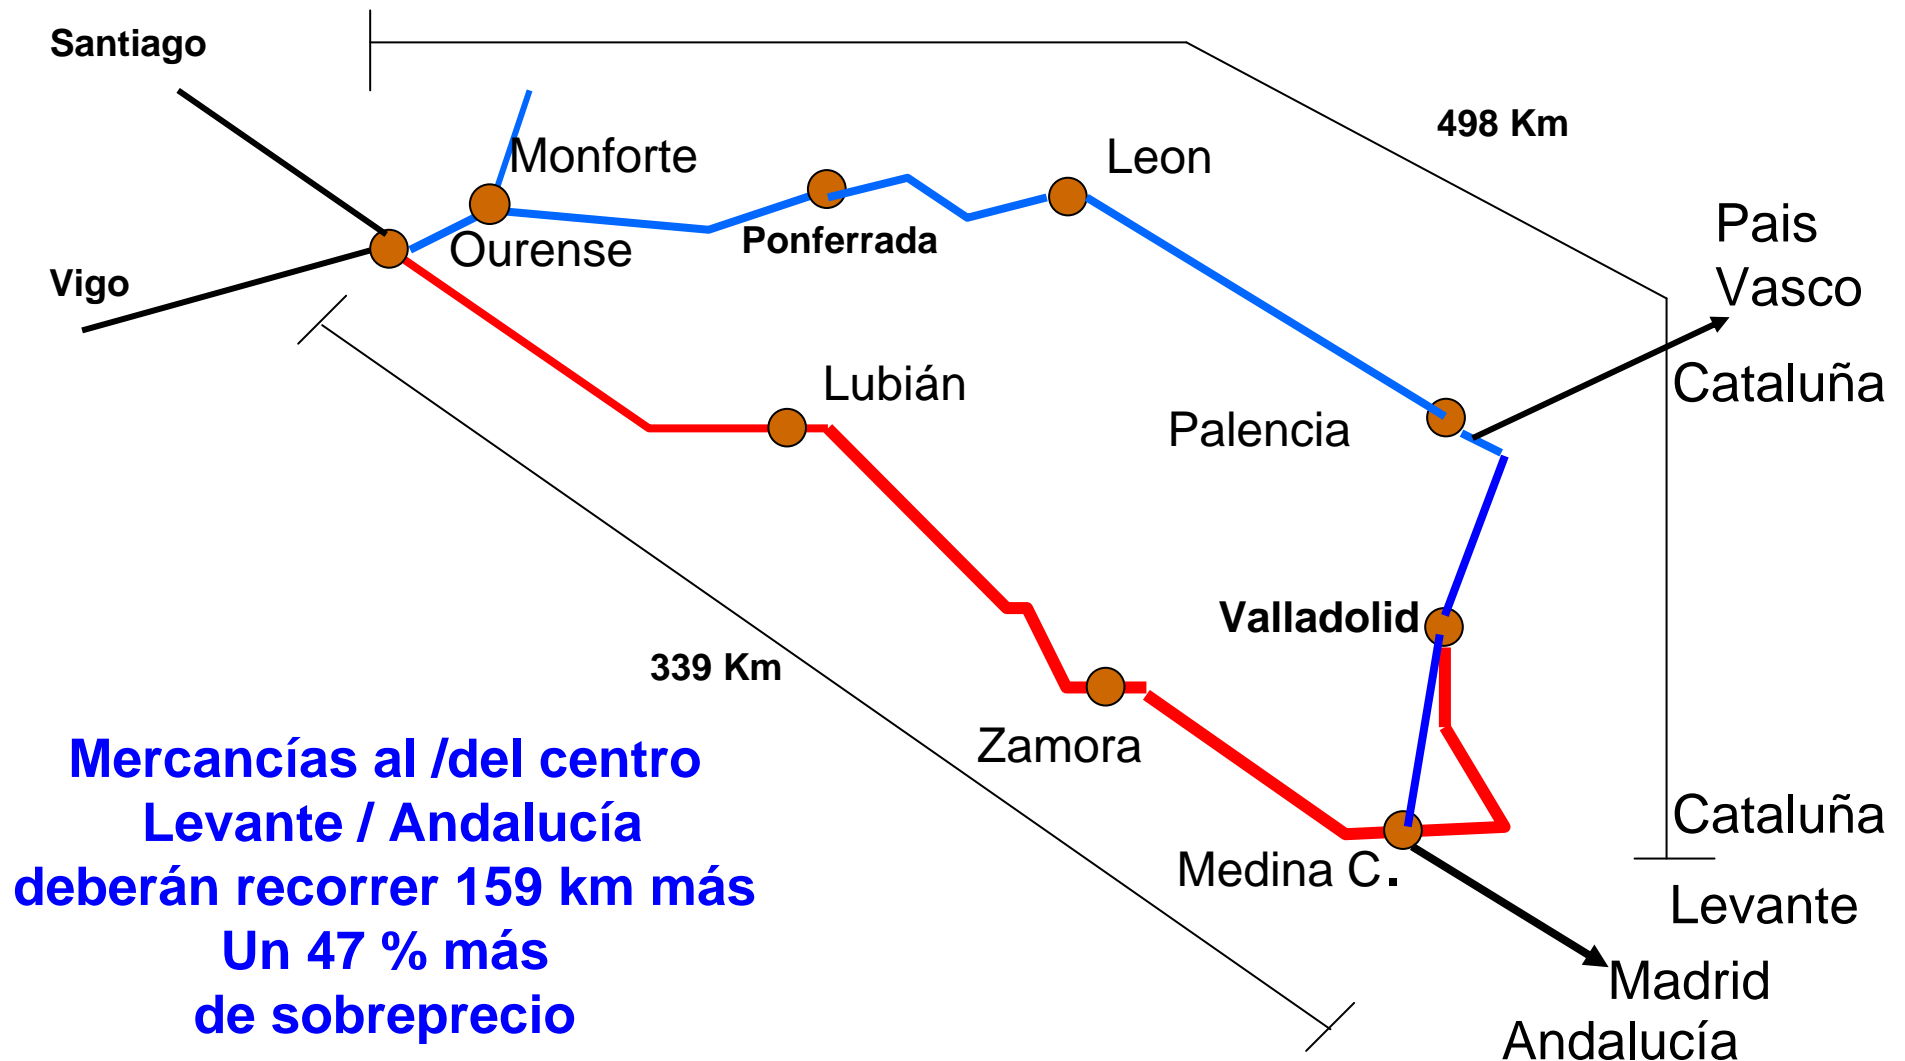 Santiago
498 Km
Monforte
Leon
Pais
Vasco
Ourense
Ponferrada
Vigo
Cataluña
Lubián
Palencia
Valladolid
339 Km
Zamora
Mercancías al /del centro
Levante / Andalucía
deberán recorrer 159 km más
Un 47 % más
de sobreprecio
Cataluña
Medina C.
Levante
Madrid
Andalucía